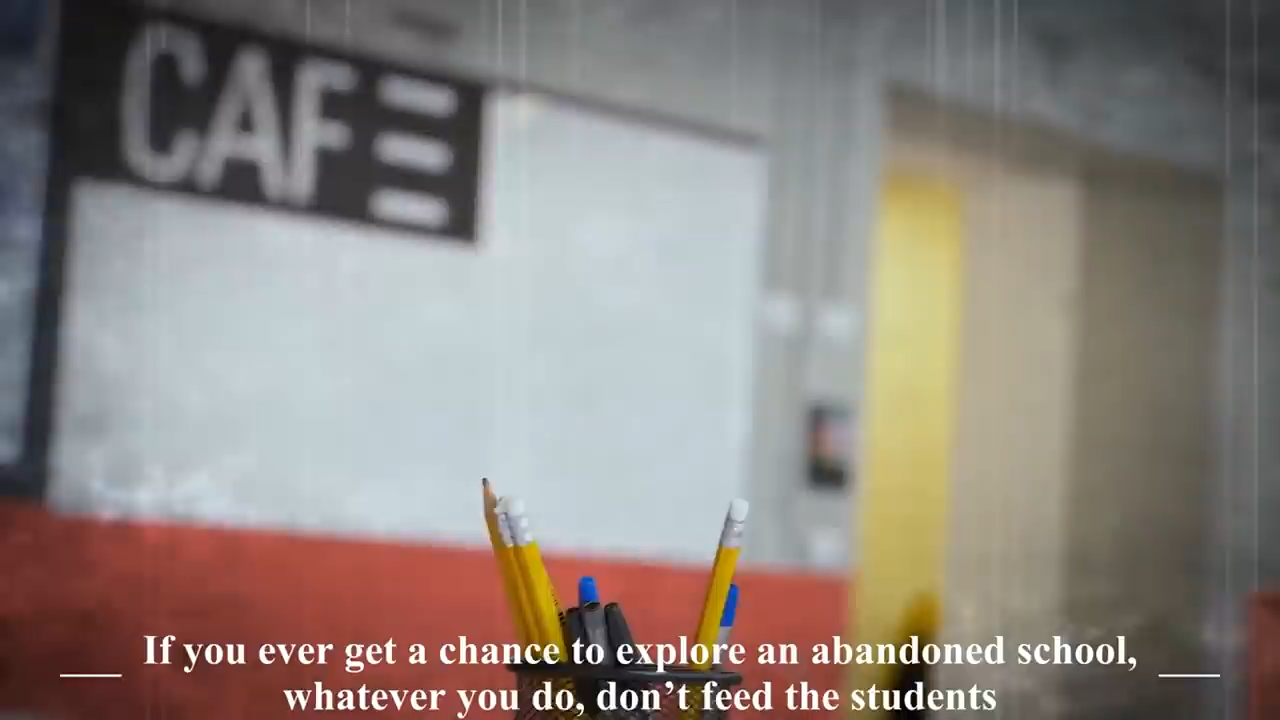 CAFE
If you ever get a chance to explore an abandoned school,
whatever you do, don’t feed the students